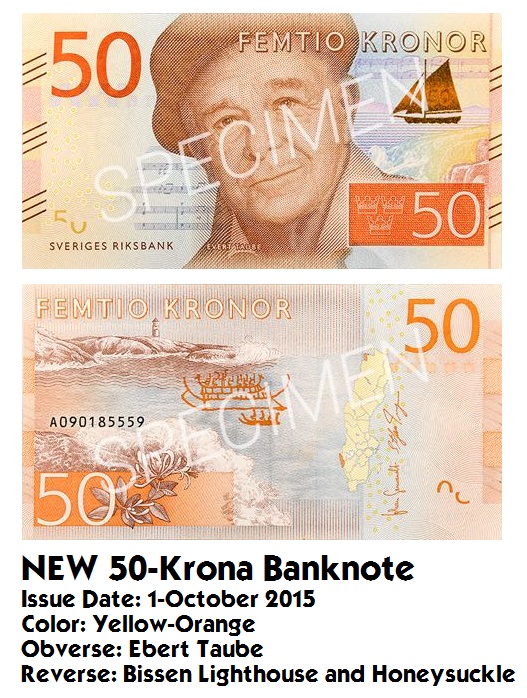 50
FEMTIO KRONOR
SPECIMEN
50
SVERIGES RIKSBANK
EVERT TAUBE
FEMTIO KRONOR
50
SPECIMEN
A090185559
50
NEW 50-Krona Banknote
Issue Date: 1-October 2015
Color: Yellow-Orange
Obverse: Ebert Taube
Reverse: Bissen Lighthouse and Honeysuckle